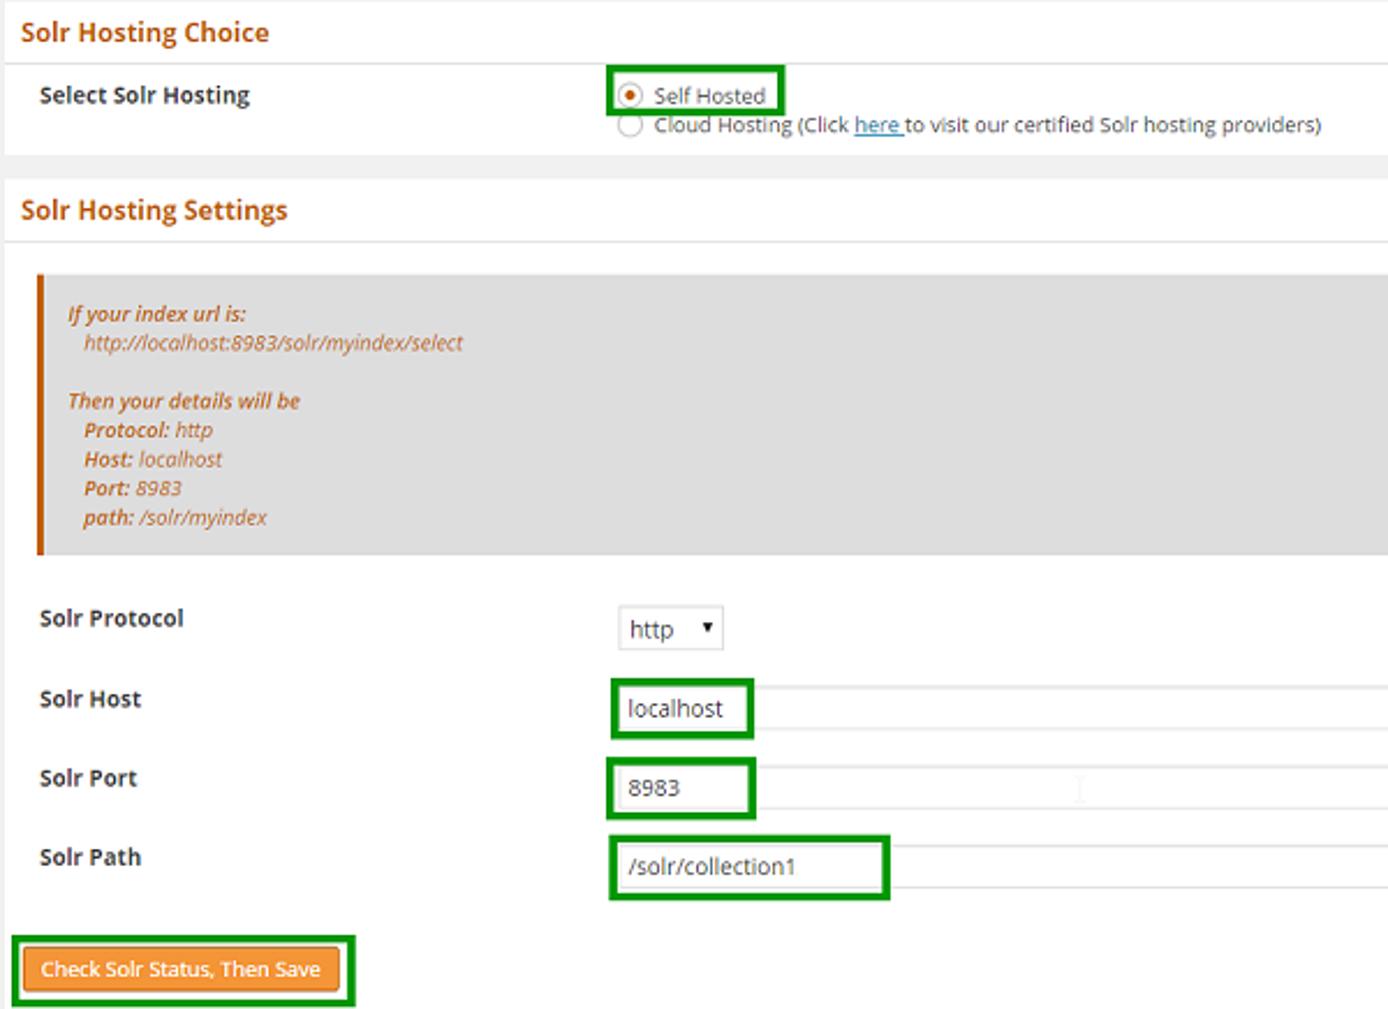 Solr Hosting Choice
Select Solr Hosting
Self Hosted
Cloud Hosting (Click here to visit our certified Solr hosting providers)
Solr Hosting Settings
If your index url is:
http://localhost:8983/solr/myindex/select
Then your details will be
Protocol: http
Host: localhost
Port: 8983
path: /solr/myindex
Solr Protocol
http
Solr Host
localhost
Solr Port
8983
Solr Path
/solr/collection1
Check Solr Status, Then Save